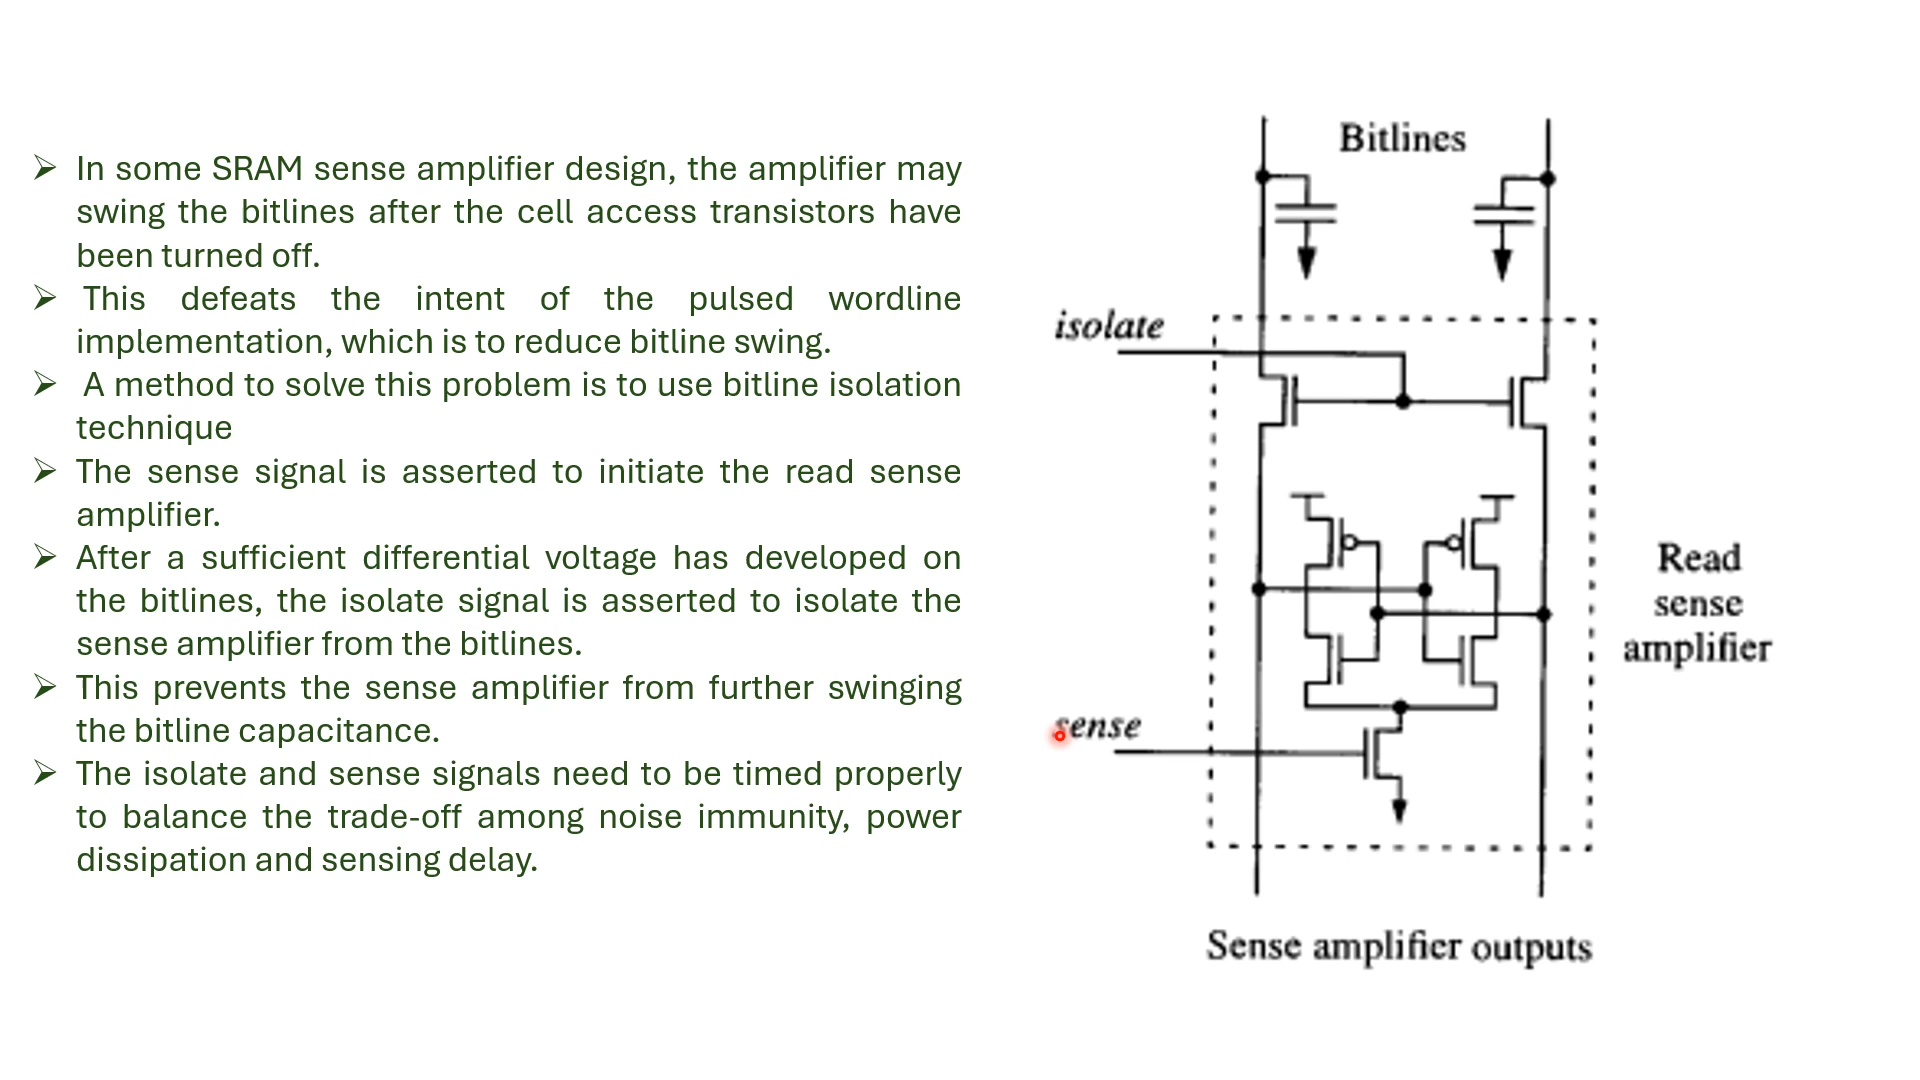 In some SRAM sense amplifier design, the amplifier may
swing the bitlines after the cell access transistors have
been turned off.
This defeats the intent of the pulsed wordline
implementation, which is to reduce bitline swing.
A method to solve this problem is to use bitline isolation
technique
The sense signal is asserted to initiate the read sense
amplifier.
After a sufficient differential voltage has developed on
the bitlines, the isolate signal is asserted to isolate the
sense amplifier from the bitlines.
This prevents the sense amplifier from further swinging
the bitline capacitance.
The isolate and sense signals need to be timed properly
to balance the trade-off among noise immunity, power
dissipation and sensing delay.
Bitlines
isolate
Read
sense
amplifier
sense
Sense amplifier outputs